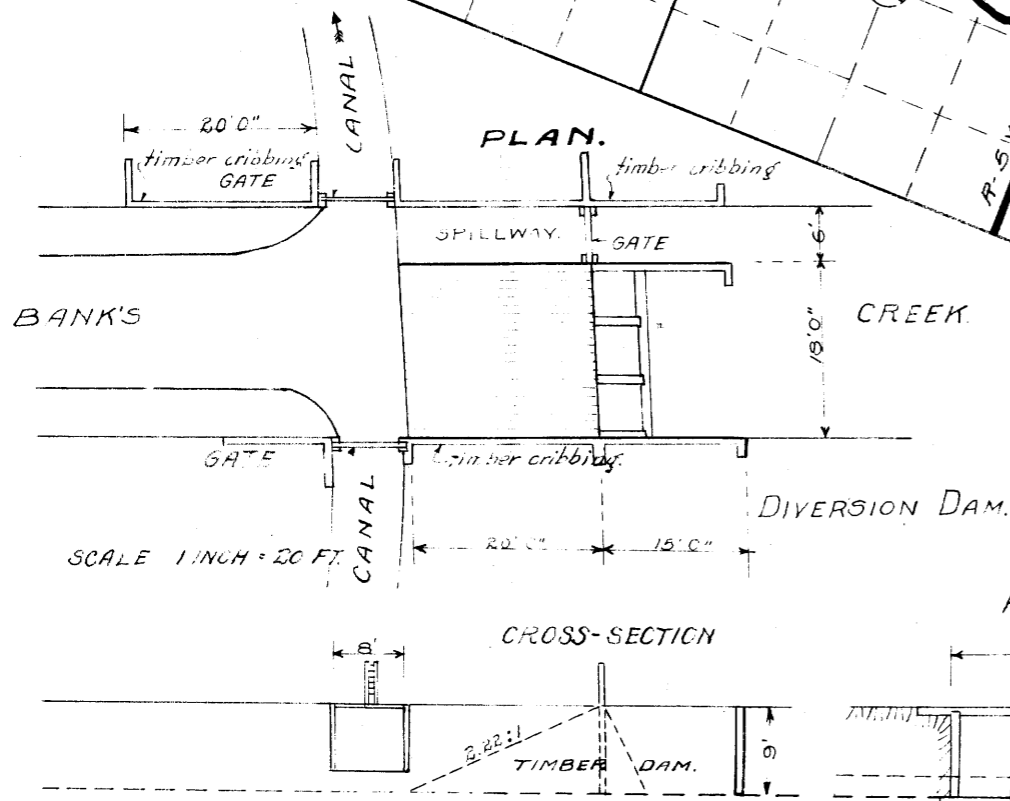 CANAL
20'0"
PLAN.
timber cribbing
GATE
timber cribbing
SPILLWAY.
GATE
6'
BANK'S
CREEK.
18'0"
GATE
timber cribbing.
CANAL
DIVERSION DAM.
20'0"
15'0"
SCALE 1 INCH = 20 FT.
CROSS-SECTION
8'
2.22:1
TIMBER DAM.
9'